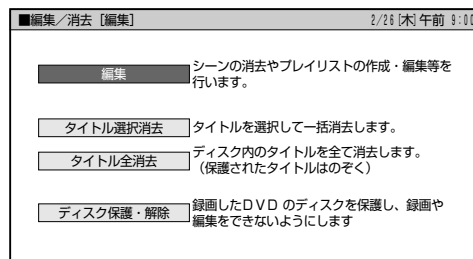 ■編集／消去 [編集] 2/26[木]午前 9:00
編集 シーンの消去やプレイリストの作成・編集等を
行います。
タイトル選択消去 タイトルを選択して一括消去します。
タイトル全消去 ディスク内のタイトルを全て消去します。
（保護されたタイトルはのぞく）
ディスク保護・解除 録画したDVD のディスクを保護し、録画や
編集をできないようにします